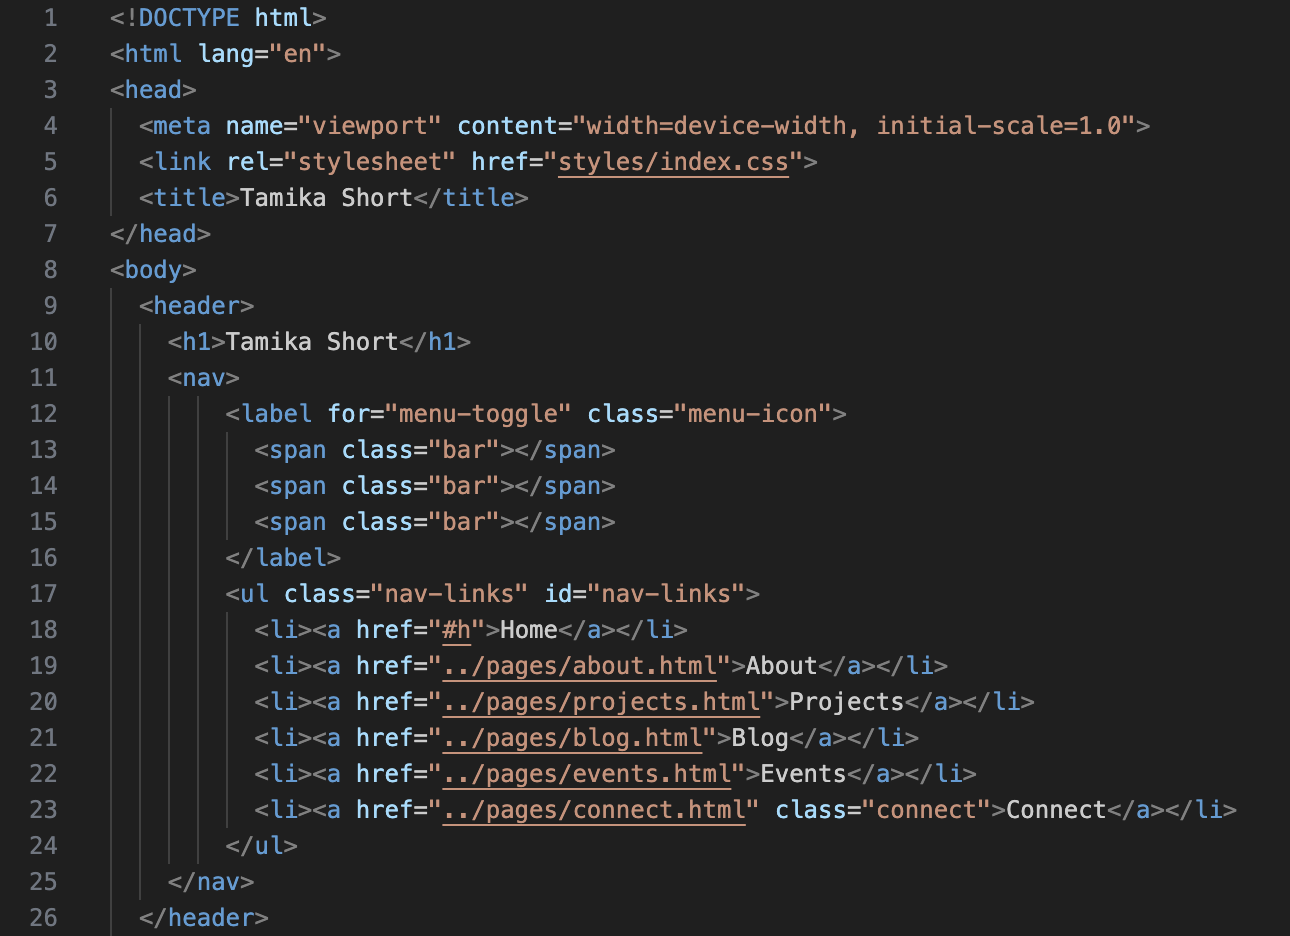 1 <!DOCTYPE html>
2 <html lang="en">
3 <head>
4 <meta name="viewport" content="width=device-width, initial-scale=1.0">
5 <link rel="stylesheet" href="styles/index.css">
6 <title>Tamika Short</title>
7 </head>
8 <body>
9 <header>
10 <h1>Tamika Short</h1>
11 <nav>
12 <label for="menu-toggle" class="menu-icon">
13 <span class="bar"></span>
14 <span class="bar"></span>
15 <span class="bar"></span>
16 </label>
17 <ul class="nav-links" id="nav-links">
18 <li><a href="#h">Home</a></li>
19 <li><a href="../pages/about.html">About</a></li>
20 <li><a href="../pages/projects.html">Projects</a></li>
21 <li><a href="../pages/blog.html">Blog</a></li>
22 <li><a href="../pages/events.html">Events</a></li>
23 <li><a href="../pages/connect.html" class="connect">Connect</a></li>
24 </ul>
25 </nav>
26 </header>